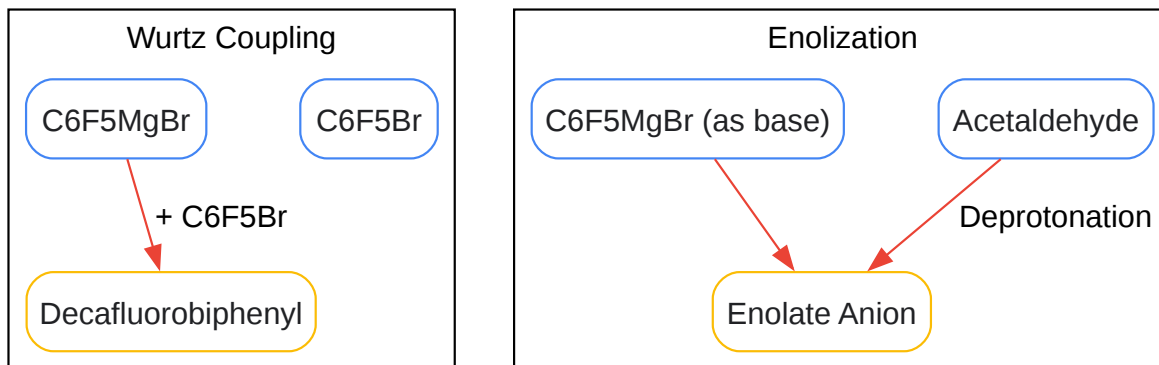 Wurtz Coupling
C6F5MgBr
C6F5Br
+ C6F5Br
Decafluorobiphenyl
Enolization
C6F5MgBr (as base)
Acetaldehyde
Deprotonation
Enolate Anion